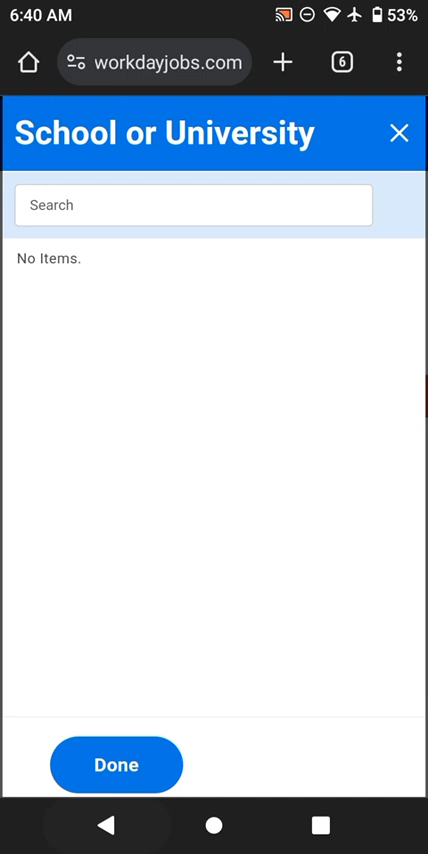 6:40 AM
53%
workdayjobs.com
6
School or University
Search
No Items.
Done